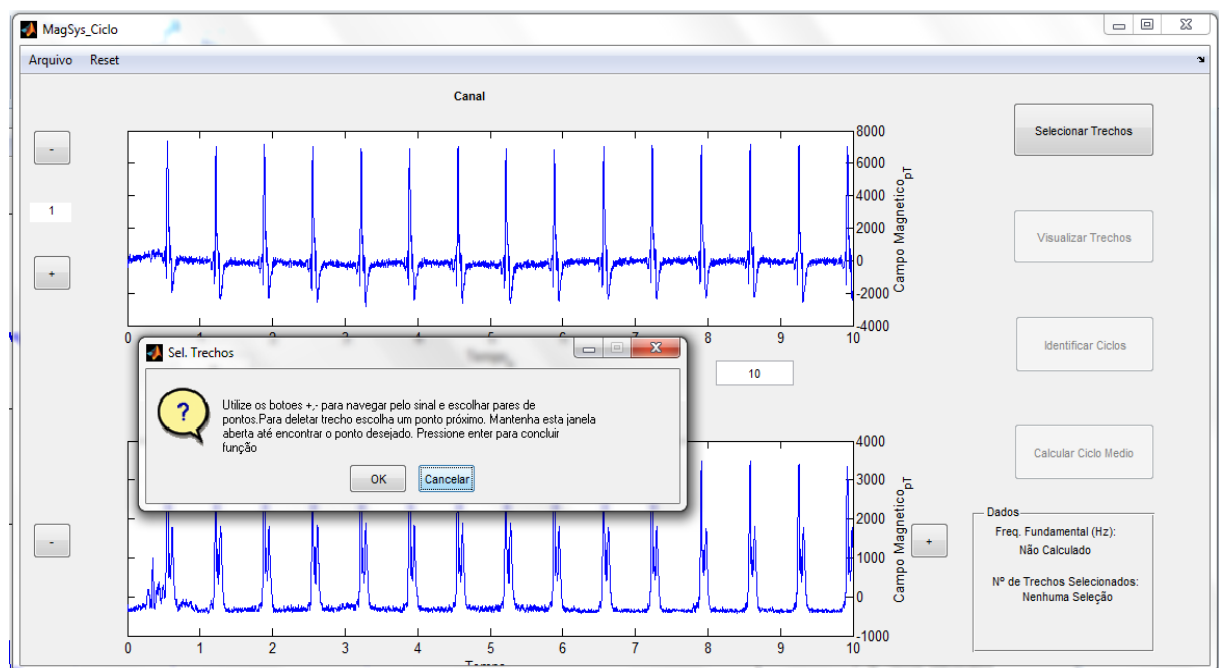 MagSys_Ciclo
Arquivo Reset
Canal
-
1
+
8000
6000
4000
2000
0
-2000
-4000
Campo Magnetico_pT
0 1 2 3 4 5 6 7 8 9 10
10
Selecionar Trechos
Visualizar Trechos
Identificar Ciclos
Calcular Ciclo Medio
Sel. Trechos
?
Utilize os botoes +,- para navegar pelo sinal e escolhar pares de
pontos.Para deletar trecho escolha um ponto próximo. Mantenha esta janela
aberta até encontrar o ponto desejado. Pressione enter para concluir
função
OK Cancelar
-
4000
3000
2000
1000
0
-1000
Campo Magnetico_pT
+
0 1 2 3 4 5 6 7 8 9 10
Tempo
Dados
Freq. Fundamental (Hz):
Não Calculado
Nº de Trechos Selecionados:
Nenhuma Seleção